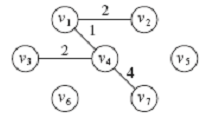 v₁ 2 v₂
1
v₃ 2 v₄ v₅
4
v₆ v₇